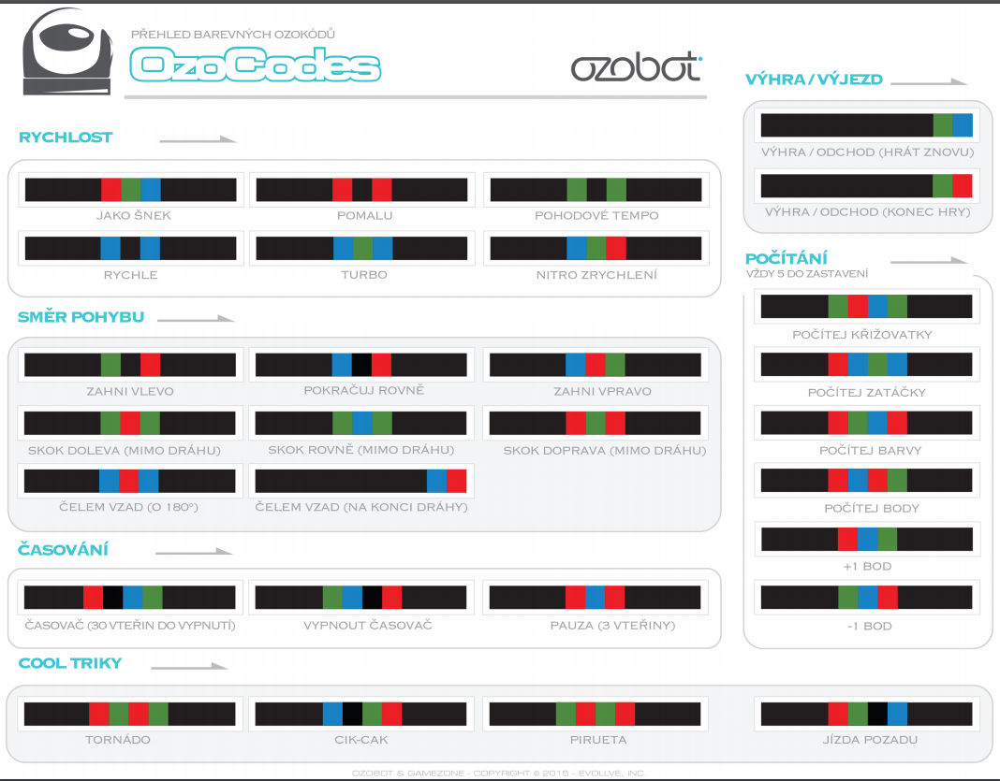 PŘEHLED BAREVNÝCH OZOKÓDŮ
OzoCodes
ozobot
RYCHLOST
JAKO ŠNEK
POMALU
POHODOVÉ TEMPO
RYCHLE
TURBO
NITRO ZRYCHLENÍ
SMĚR POHYBU
ZAHNI VLEVO
POKRAČUJ ROVNĚ
ZAHNI VPRAVO
SKOK DOLEVA (MIMO DRÁHU)
SKOK ROVNĚ (MIMO DRÁHU)
SKOK DOPRAVA (MIMO DRÁHU)
ČELEM VZAD (O 180º)
ČELEM VZAD (NA KONCI DRÁHY)
ČASOVÁNÍ
ČASOVAČ (30 VTEŘIN DO VYPNUTÍ)
VYPNOUT ČASOVAČ
PAUZA (3 VTEŘINY)
VÝHRA / VÝJEZD
VÝHRA / ODCHOD (HRÁT ZNOVU)
VÝHRA / ODCHOD (KONEC HRY)
POČÍTÁNÍ
VŽDY 5 DO ZASTAVENÍ
POČÍTEJ KŘIŽOVATKY
POČÍTEJ ZATÁČKY
POČÍTEJ BARVY
POČÍTEJ BODY
+1 BOD
-1 BOD
COOL TRIKY
TORNÁDO
CIK-CAK
PIRUETA
JÍZDA POZADU
OZOBOT & GAMEZONE - COPYRIGHT © 2015 - EVOLLVE, INC.